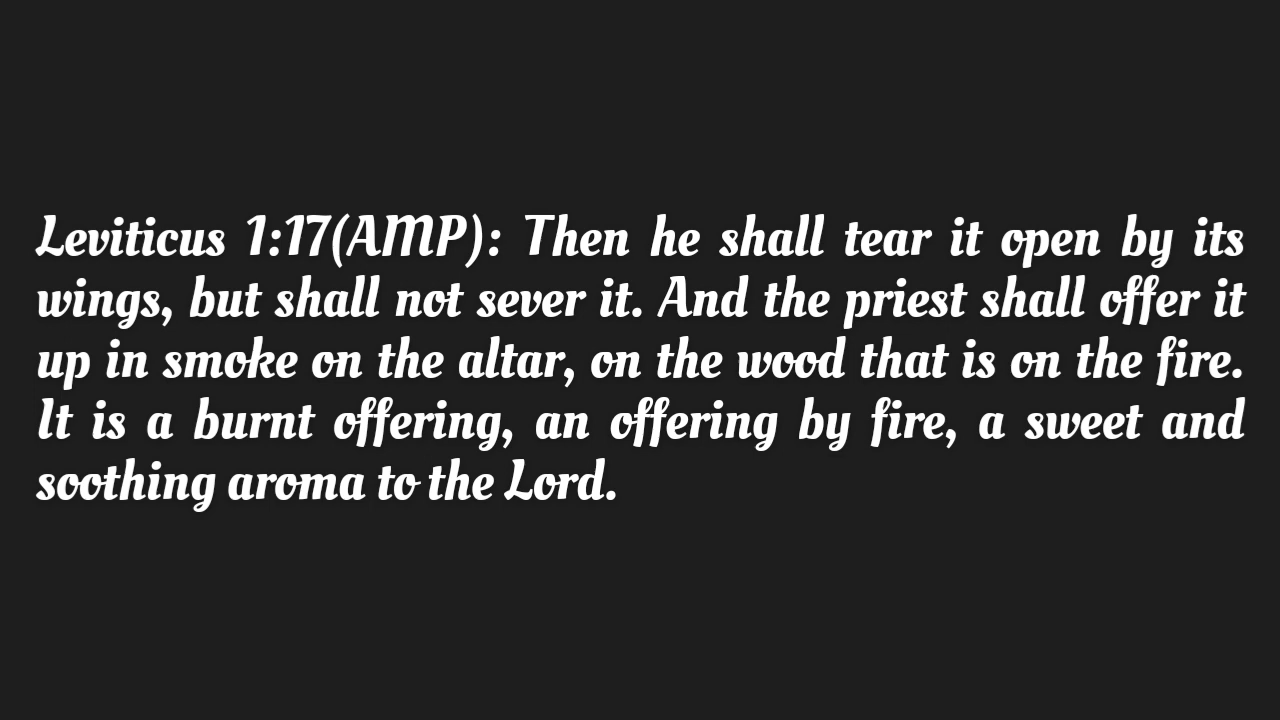 Leviticus 1:17(AMP): Then he shall tear it open by its
wings, but shall not sever it. And the priest shall offer it
up in smoke on the altar, on the wood that is on the fire.
It is a burnt offering, an offering by fire, a sweet and
soothing aroma to the Lord.